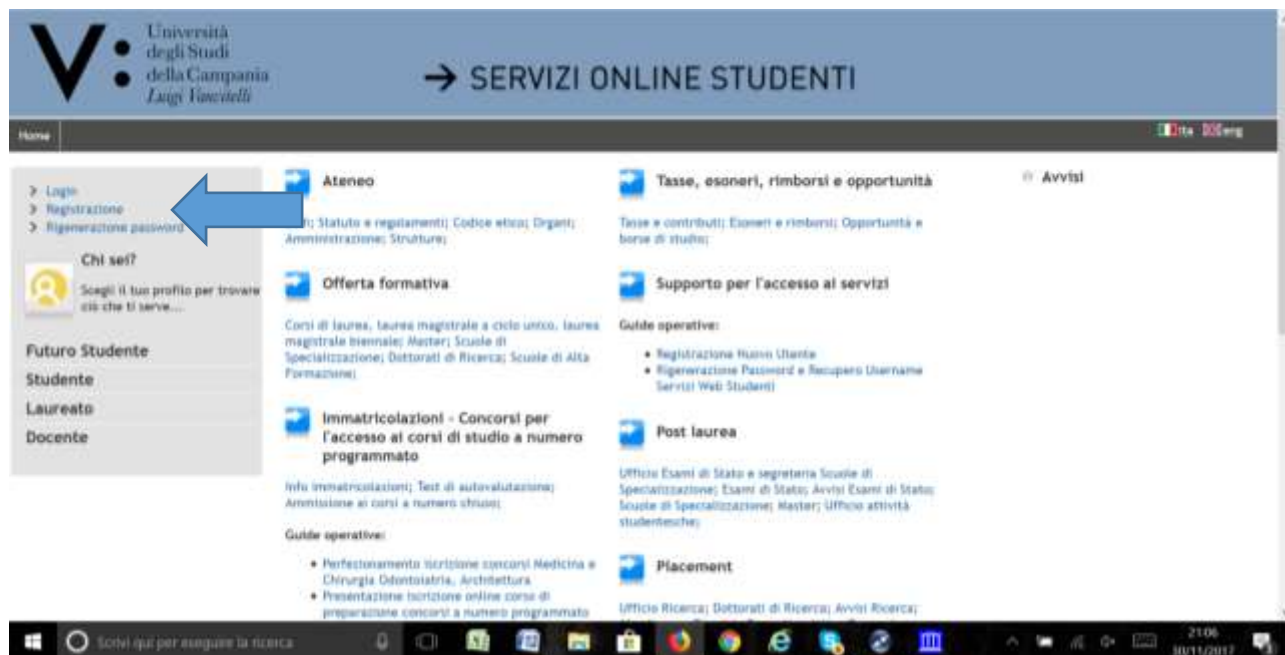 V:
Università
degli Studi
della Campania
Luigi Vanvitelli
→ SERVIZI ONLINE STUDENTI
Home
ita eng
Login
Registrazione
Rigenerazione password
Chi sei?
Scegli il tuo profilo per trovare
ciò che ti serve....
Futuro Studente
Studente
Laureato
Docente
Ateneo
Statuto e regolamenti; Codice etico; Organi;
Amministrazione; Strutture;
Offerta formativa
Corsi di laurea, laurea magistrale a ciclo unico, laurea
magistrale biennale; Master; Scuole di
Specializzazione; Dottorati di Ricerca; Scuole di Alta
Formazione;
Immatricolazioni - Concorsi per
l'accesso ai corsi di studio a numero
programmato
Info immatricolazioni; Test di autovalutazione;
Ammissione ai corsi a numero chiuso;
Guide operative:
• Perfezionamento iscrizione concorsi Medicina e
Chirurgia Odontoiatria, Architettura
• Presentazione iscrizione online corso di
preparazione concorsi a numero programmato
Tasse, esoneri, rimborsi e opportunità
Tasse e contributi; Esoneri e rimborsi; Opportunità e
borse di studio;
Supporto per l'accesso ai servizi
Guide operative:
• Registrazione Nuovo Utente
• Rigenerazione Password e Recupero Username
Servizi Web Studenti
Post laurea
Ufficio Esami di Stato e segreteria Scuole di
Specializzazione; Esami di Stato; Avvisi Esami di Stato;
Scuole di Specializzazione; Master; Ufficio attività
studentesche;
Placement
Ufficio Ricerca; Dottorati di Ricerca; Avvisi Ricerca;
Avvisi
Scrivi qui per eseguire la ricerca
21:06
30/11/2017